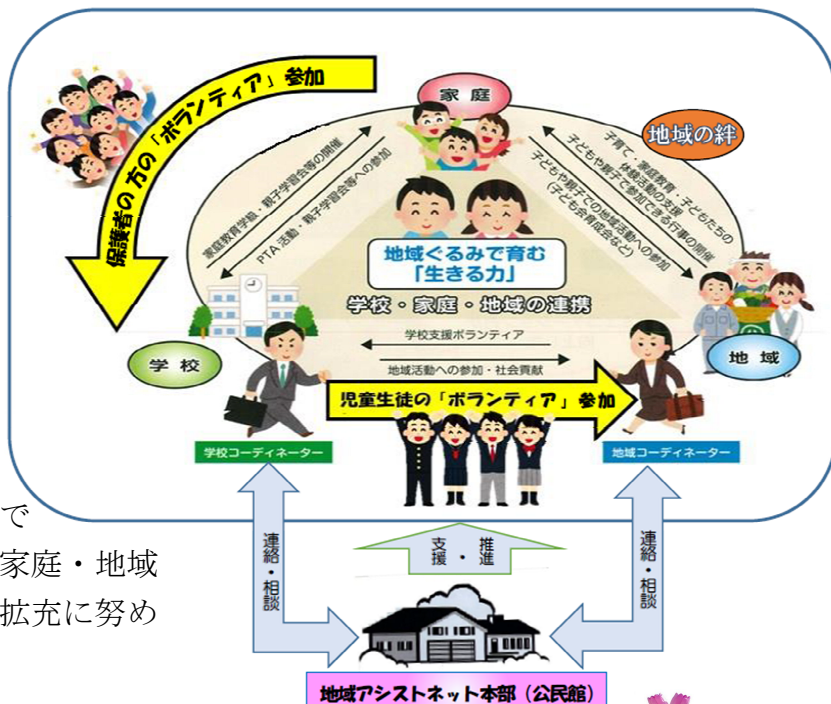 保護者の方の「ボランティア」参加
家 庭
地域の絆
家庭教育学級・親子学習会等の開催
PTA 活動・親子学習会等への参加
子育て・家庭教育・子どもたちの
体験活動の支援
子どもや親子で参加できる行事の開催
子どもや親子での地域活動への参加
(子ども会育成会など)
地域ぐるみで育む
「生きる力」
学校・家庭・地域の連携
学校支援ボランティア
地域活動への参加・社会貢献
学 校
地 域
児童生徒の「ボランティア」参加
学校コーディネーター
地域コーディネーター
で
家庭・地域
拡充に努め
連絡・相談
支援・推進
連絡・相談
地域アシストネット本部（公民館）